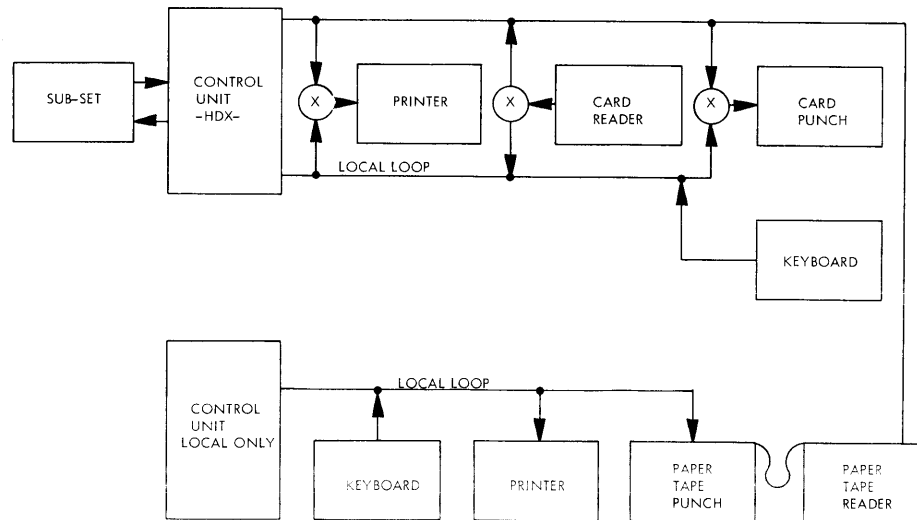 SUB-SET
CONTROL
UNIT
-HDX-
X
PRINTER
X
CARD
READER
X
CARD
PUNCH
LOCAL LOOP
KEYBOARD
CONTROL
UNIT
LOCAL ONLY
LOCAL LOOP
KEYBOARD
PRINTER
PAPER
TAPE
PUNCH
PAPER
TAPE
READER